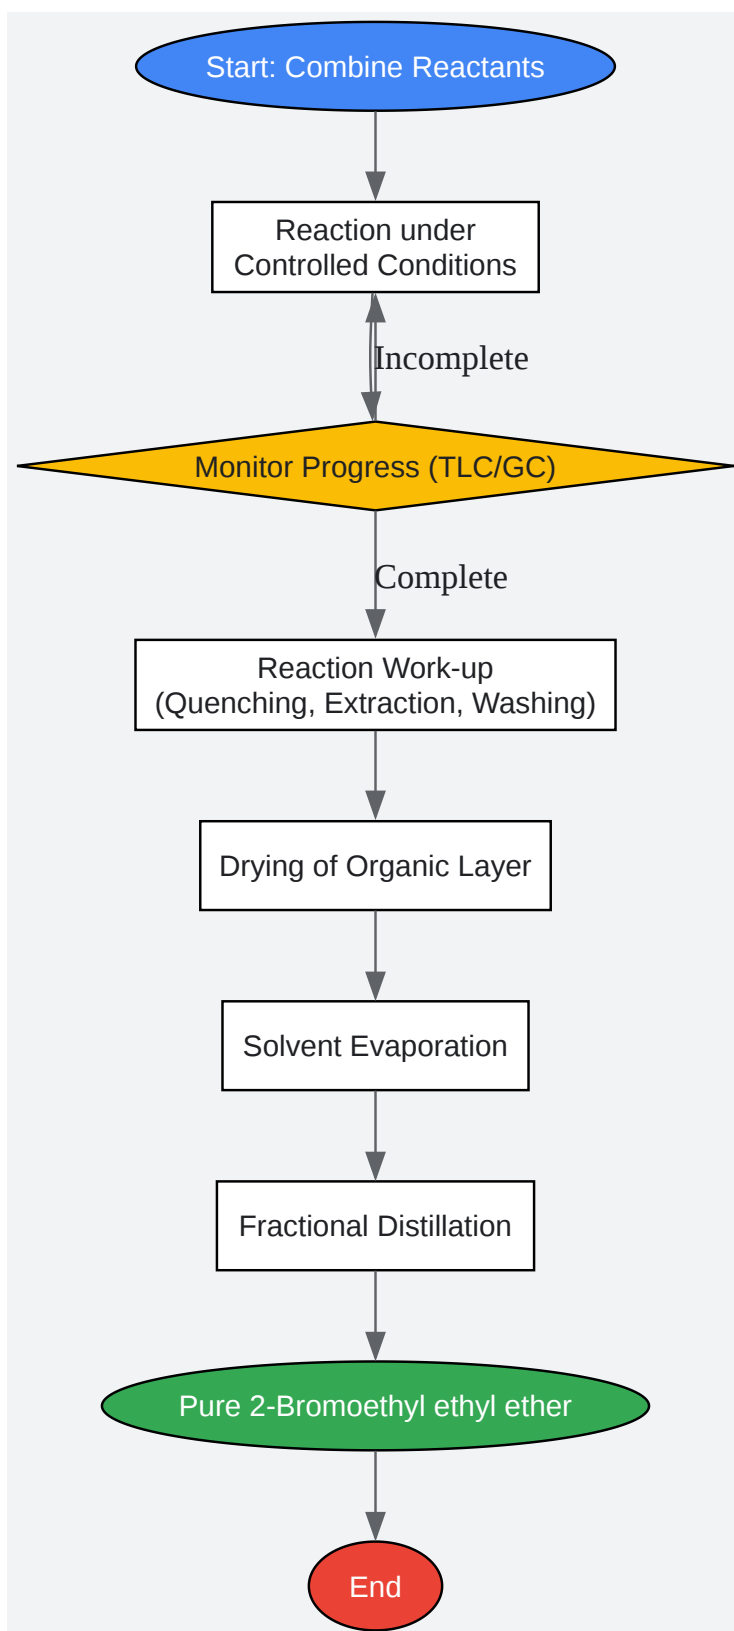 Start: Combine Reactants
Reaction under
Controlled Conditions
Incomplete
Monitor Progress (TLC/GC)
Complete
Reaction Work-up
(Quenching, Extraction, Washing)
Drying of Organic Layer
Solvent Evaporation
Fractional Distillation
Pure 2-Bromoethyl ethyl ether
End